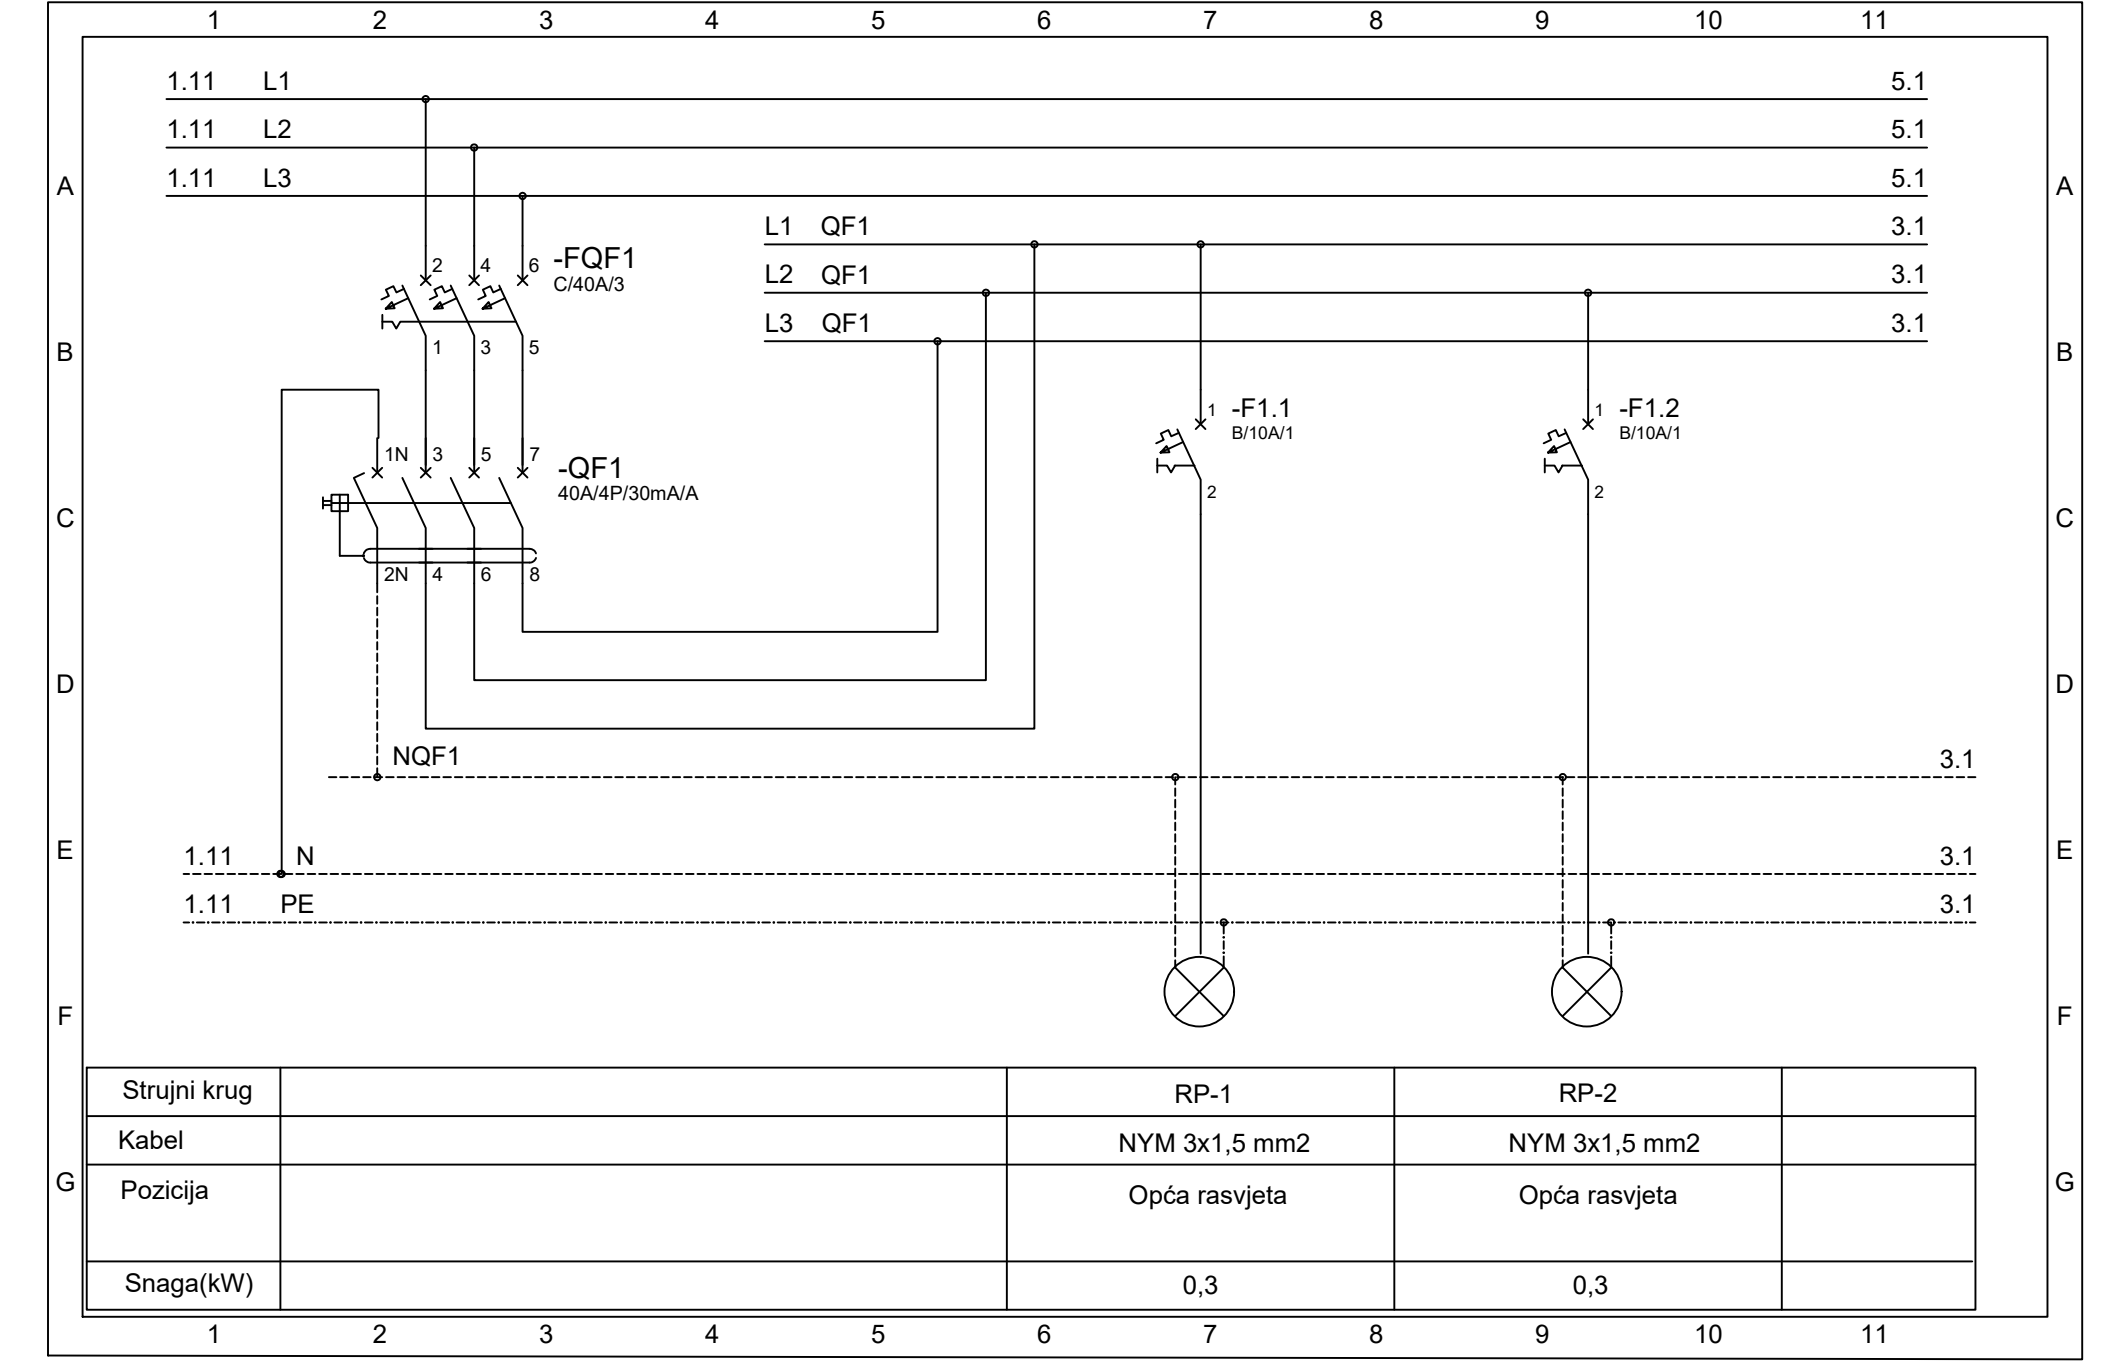 1 2 3 4 5 6 7 8 9 10 11
1.11 L1 5.1
1.11 L2 5.1
A 1.11 L3 5.1 A
L1 QF1 3.1
2 4 6 -FQF1
L2 QF1 3.1
C/40A/3
L3 QF1 3.1
B 1 3 5 B
1 -F1.1 1 -F1.2
B/10A/1 B/10A/1
1N 3 5 7 -QF1
40A/4P/30mA/A 2 2
C C
2N 4 6 8
D D
NQF1 3.1
E 1.11 N 3.1 E
1.11 PE 3.1
F F
Strujni krug RP-1 RP-2
Kabel NYM 3x1,5 mm2 NYM 3x1,5 mm2
G Pozicija Opća rasvjeta Opća rasvjeta G
Snaga(kW) 0,3 0,3
1 2 3 4 5 6 7 8 9 10 11